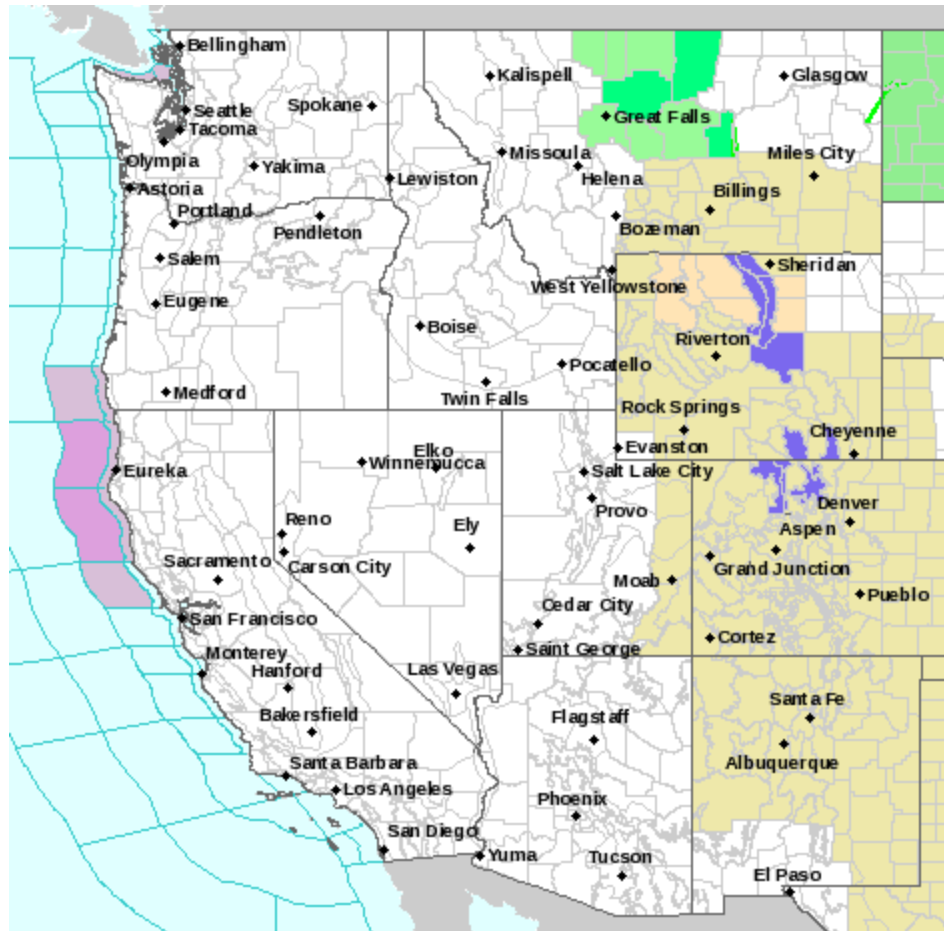 Bellingham
Kalispell
Glasgow
Spokane
Seattle
Great Falls
Tacoma
Olympia
Missoula
Miles City
Yakima
Helena
Lewiston
Astoria
Billings
Portland
Pendleton
Bozeman
Salem
Sheridan
West Yellowstone
Eugene
Boise
Riverton
Pocatello
Medford
Twin Falls
Rock Springs
Cheyenne
Elko
Evanston
Winnemucca
Eureka
Salt Lake City
Denver
Provo
Reno
Ely
Aspen
Sacramento
Carson City
Grand Junction
Moab
Pueblo
Cedar City
San Francisco
Cortez
Saint George
Monterey
Hanford
Las Vegas
Santa Fe
Bakersfield
Flagstaff
Santa Barbara
Albuquerque
Los Angeles
Phoenix
San Diego
Yuma
Tucson
El Paso